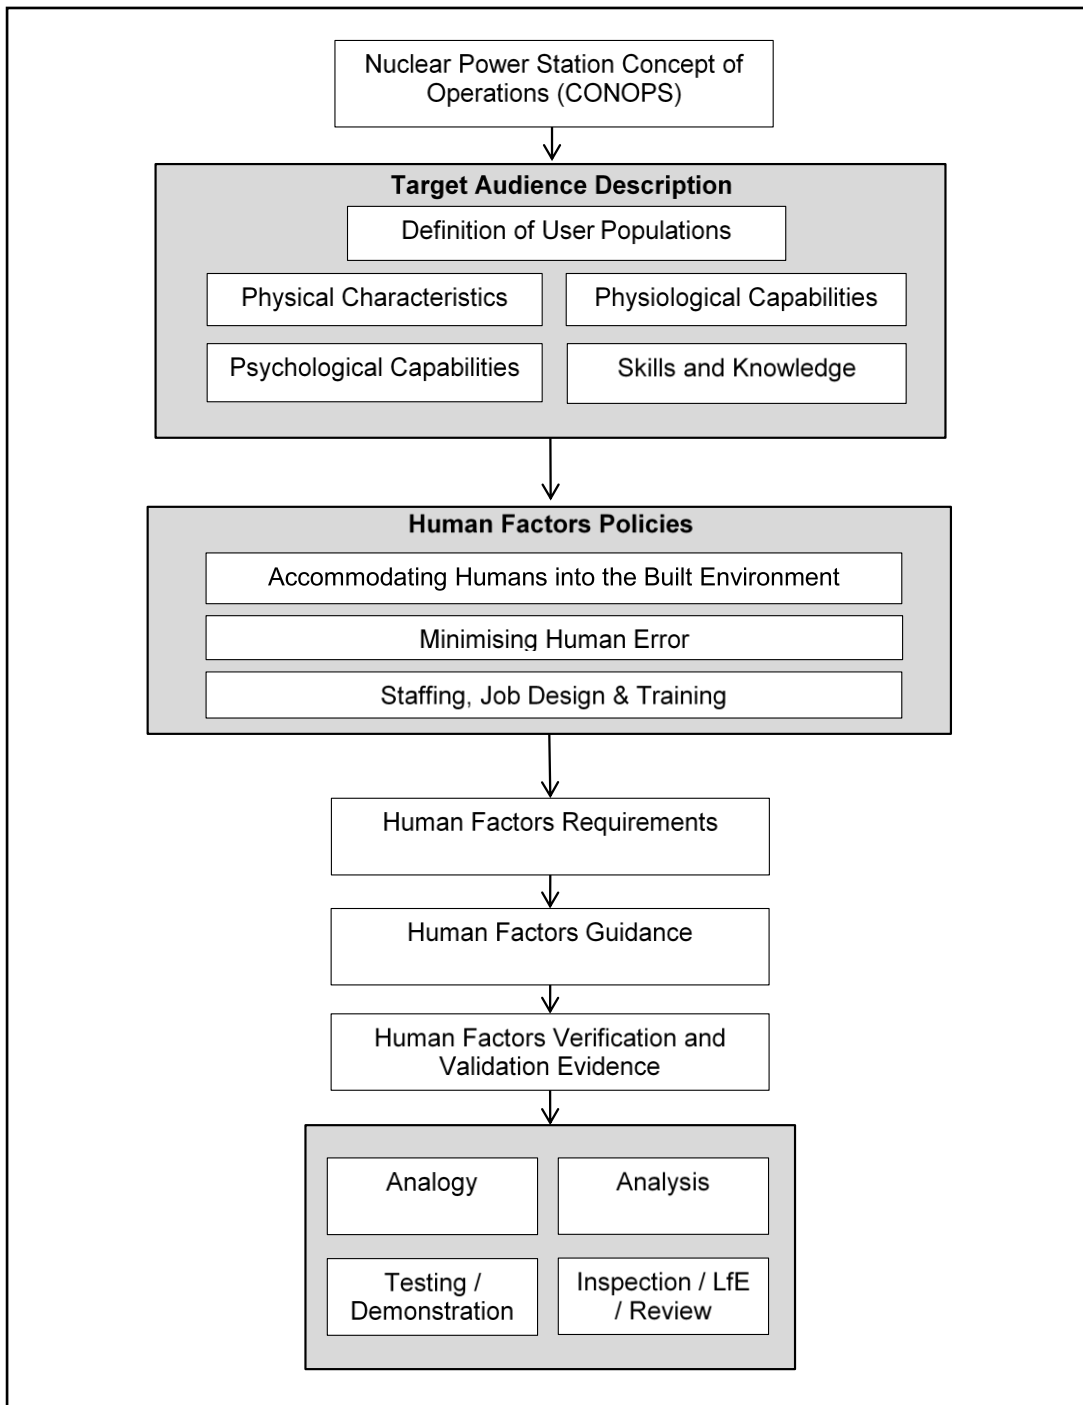 Nuclear Power Station Concept of
Operations (CONOPS)
Target Audience Description
Definition of User Populations
Physical Characteristics
Physiological Capabilities
Psychological Capabilities
Skills and Knowledge
Human Factors Policies
Accommodating Humans into the Built Environment
Minimising Human Error
Staffing, Job Design & Training
Human Factors Requirements
Human Factors Guidance
Human Factors Verification and
Validation Evidence
Analogy
Analysis
Testing /
Demonstration
Inspection / LfE
/ Review